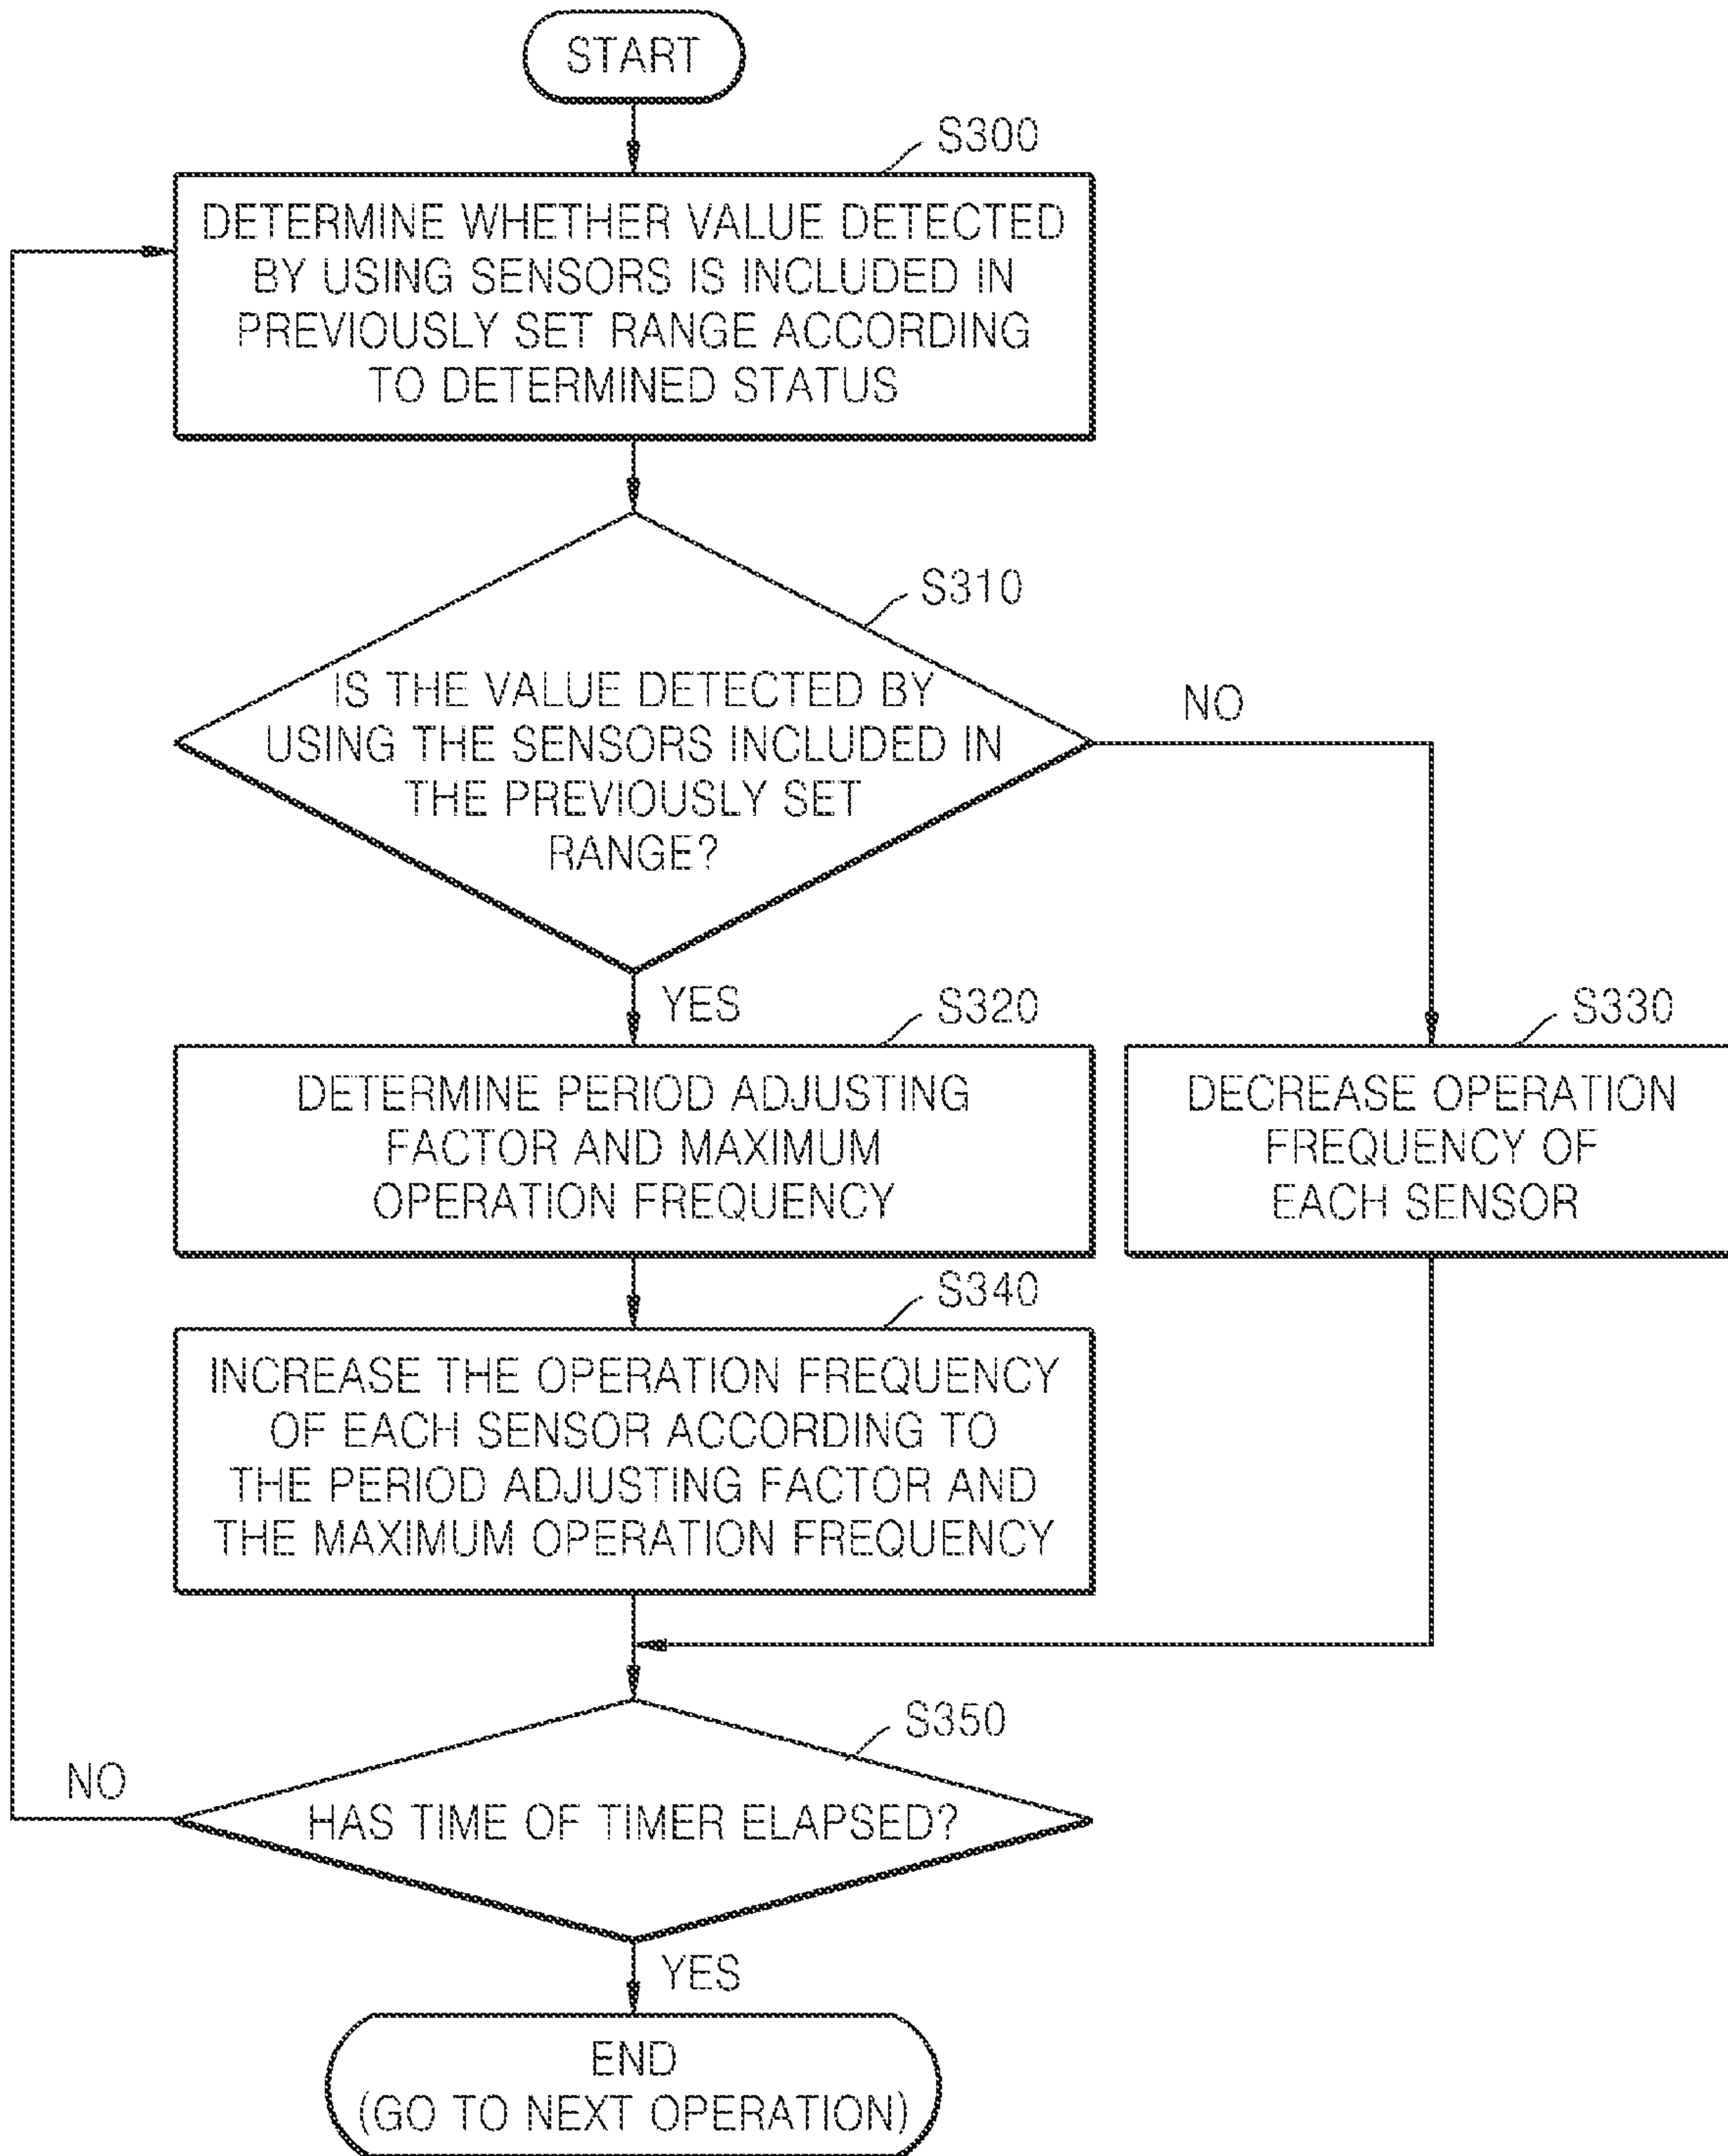 START
S300
DETERMINE WHETHER VALUE DETECTED
BY USING SENSORS IS INCLUDED IN
PREVIOUSLY SET RANGE ACCORDING
TO DETERMINED STATUS
S310
IS THE VALUE DETECTED BY
USING THE SENSORS INCLUDED IN
THE PREVIOUSLY SET
RANGE?
NO
YES
S320
DETERMINE PERIOD ADJUSTING
FACTOR AND MAXIMUM
OPERATION FREQUENCY
S330
DECREASE OPERATION
FREQUENCY OF
EACH SENSOR
S340
INCREASE THE OPERATION FREQUENCY
OF EACH SENSOR ACCORDING TO
THE PERIOD ADJUSTING FACTOR AND
THE MAXIMUM OPERATION FREQUENCY
S350
NO
HAS TIME OF TIMER ELAPSED?
YES
END
(GO TO NEXT OPERATION)